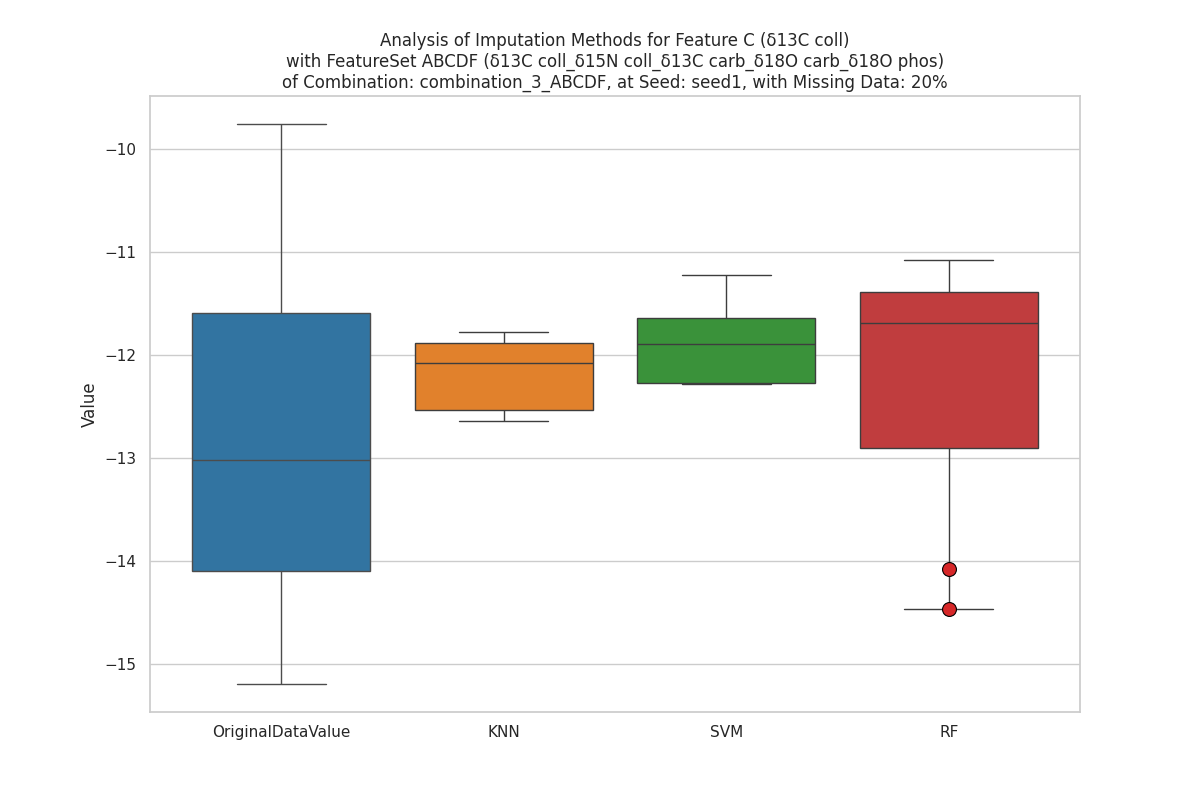 Analysis of Imputation Methods for Feature C (δ13C coll)
with FeatureSet ABCDF (δ13C coll_δ15N coll_δ13C carb_δ18O carb_δ18O phos)
of Combination: combination_3_ABCDF, at Seed: seed1, with Missing Data: 20%
−10
−11
−12
−13
−14
−15
Value
OriginalDataValue
KNN
SVM
RF